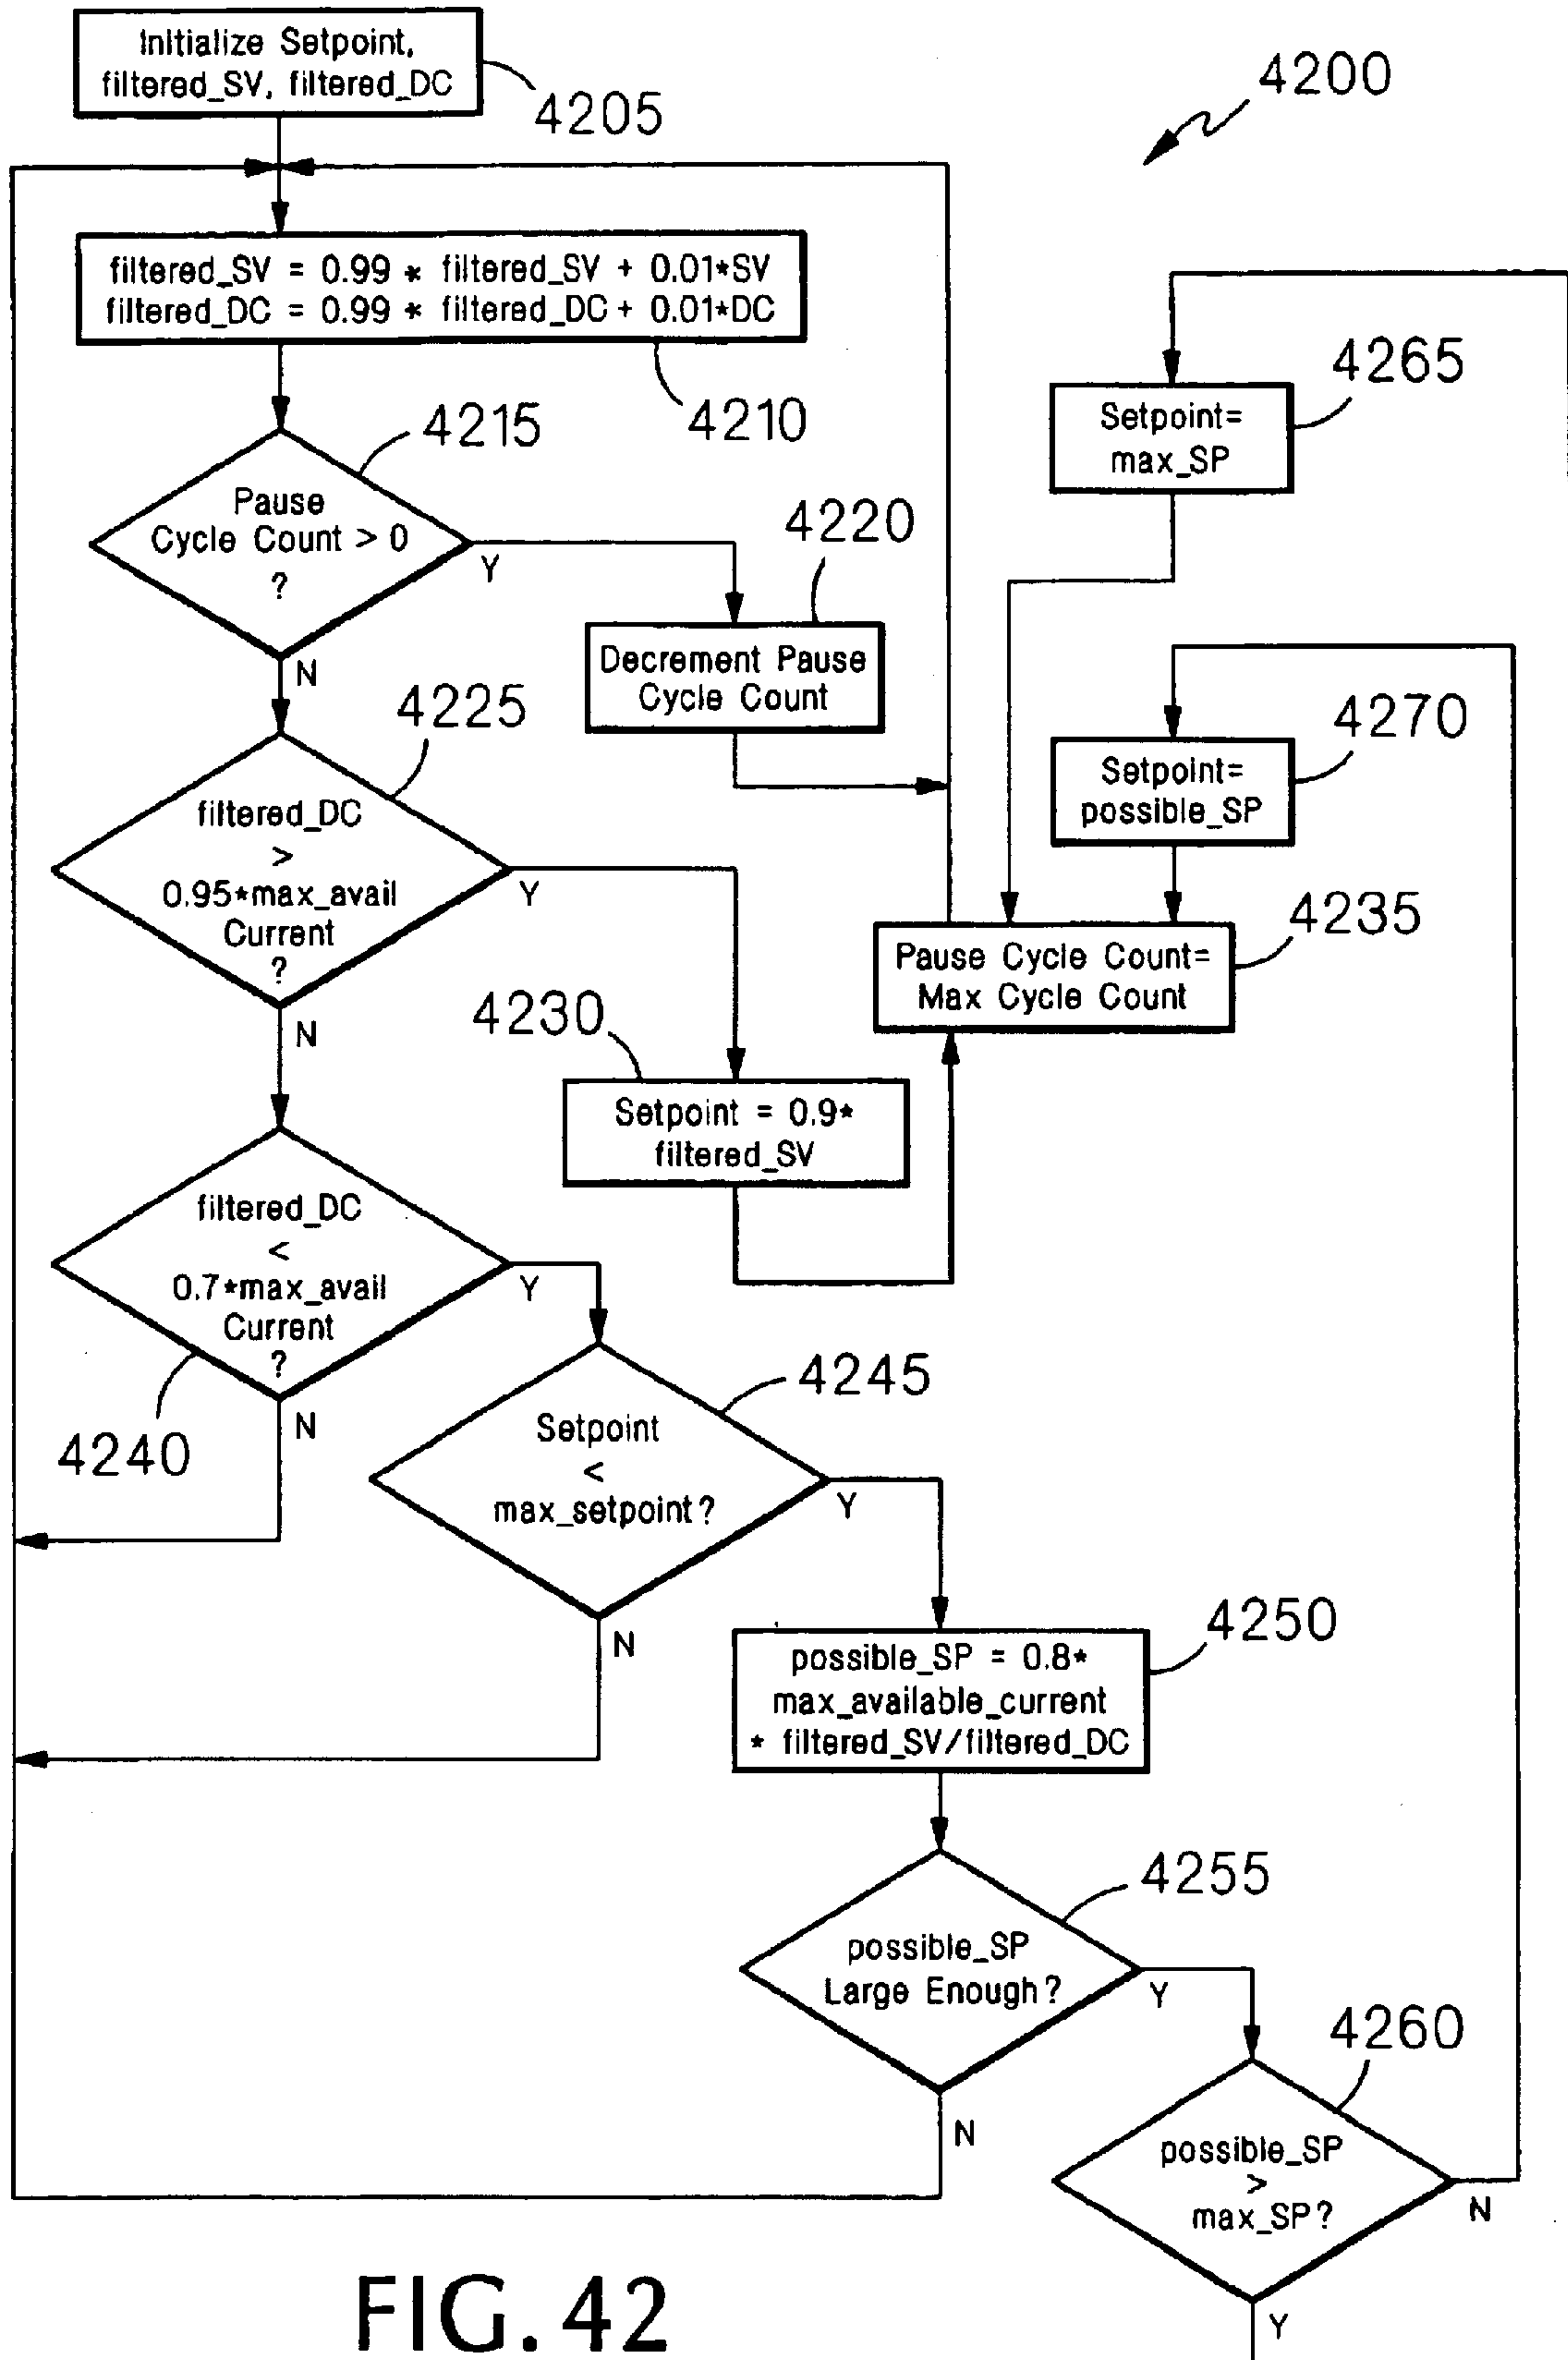 Initialize Setpoint,
filtered_SV, filtered_DC
4205
4200
filtered_SV = 0.99 * filtered_SV + 0.01*SV
filtered_DC = 0.99 * filtered_DC + 0.01*DC
4210
4215
Pause
Cycle Count > 0
?
Y
N
4220
Decrement Pause
Cycle Count
4265
Setpoint=
max_SP
4270
Setpoint=
possible_SP
4235
Pause Cycle Count=
Max Cycle Count
4225
filtered_DC
>
0.95*max_avail
Current
?
Y
N
4230
Setpoint = 0.9*
filtered_SV
filtered_DC
<
0.7*max_avail
Current
?
Y
N
4240
4245
Setpoint
<
max_setpoint?
Y
N
4250
possible_SP = 0.8*
max_available_current
* filtered_SV/filtered_DC
4255
possible_SP
Large Enough?
Y
N
4260
possible_SP
>
max_SP?
N
Y
FIG. 42